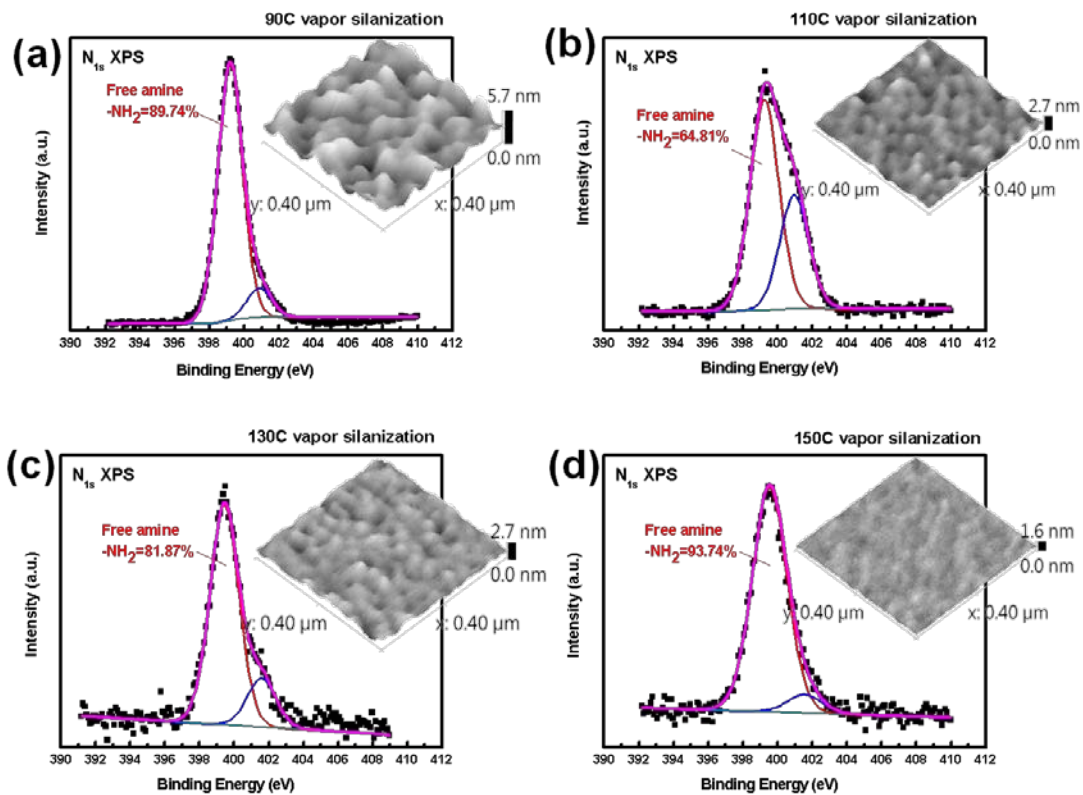 90C vapor silanization
(a)
N1s XPS
Free amine
-NH2=89.74%
5.7 nm
0.0 nm
y: 0.40 µm
x: 0.40 µm
Intensity (a.u.)
390 392 394 396 398 400 402 404 406 408 410 412
Binding Energy (eV)
110C vapor silanization
(b)
N1s XPS
Free amine
-NH2=64.81%
2.7 nm
0.0 nm
y: 0.40 µm
x: 0.40 µm
Intensity (a.u.)
390 392 394 396 398 400 402 404 406 408 410 412
Binding Energy (eV)
130C vapor silanization
(c)
N1s XPS
Free amine
-NH2=81.87%
2.7 nm
0.0 nm
y: 0.40 µm
x: 0.40 µm
Intensity (a.u.)
390 392 394 396 398 400 402 404 406 408 410 412
Binding Energy (eV)
150C vapor silanization
(d)
N1s XPS
Free amine
-NH2=93.74%
1.6 nm
0.0 nm
y: 0.40 µm
x: 0.40 µm
Intensity (a.u.)
390 392 394 396 398 400 402 404 406 408 410 412
Binding Energy (eV)